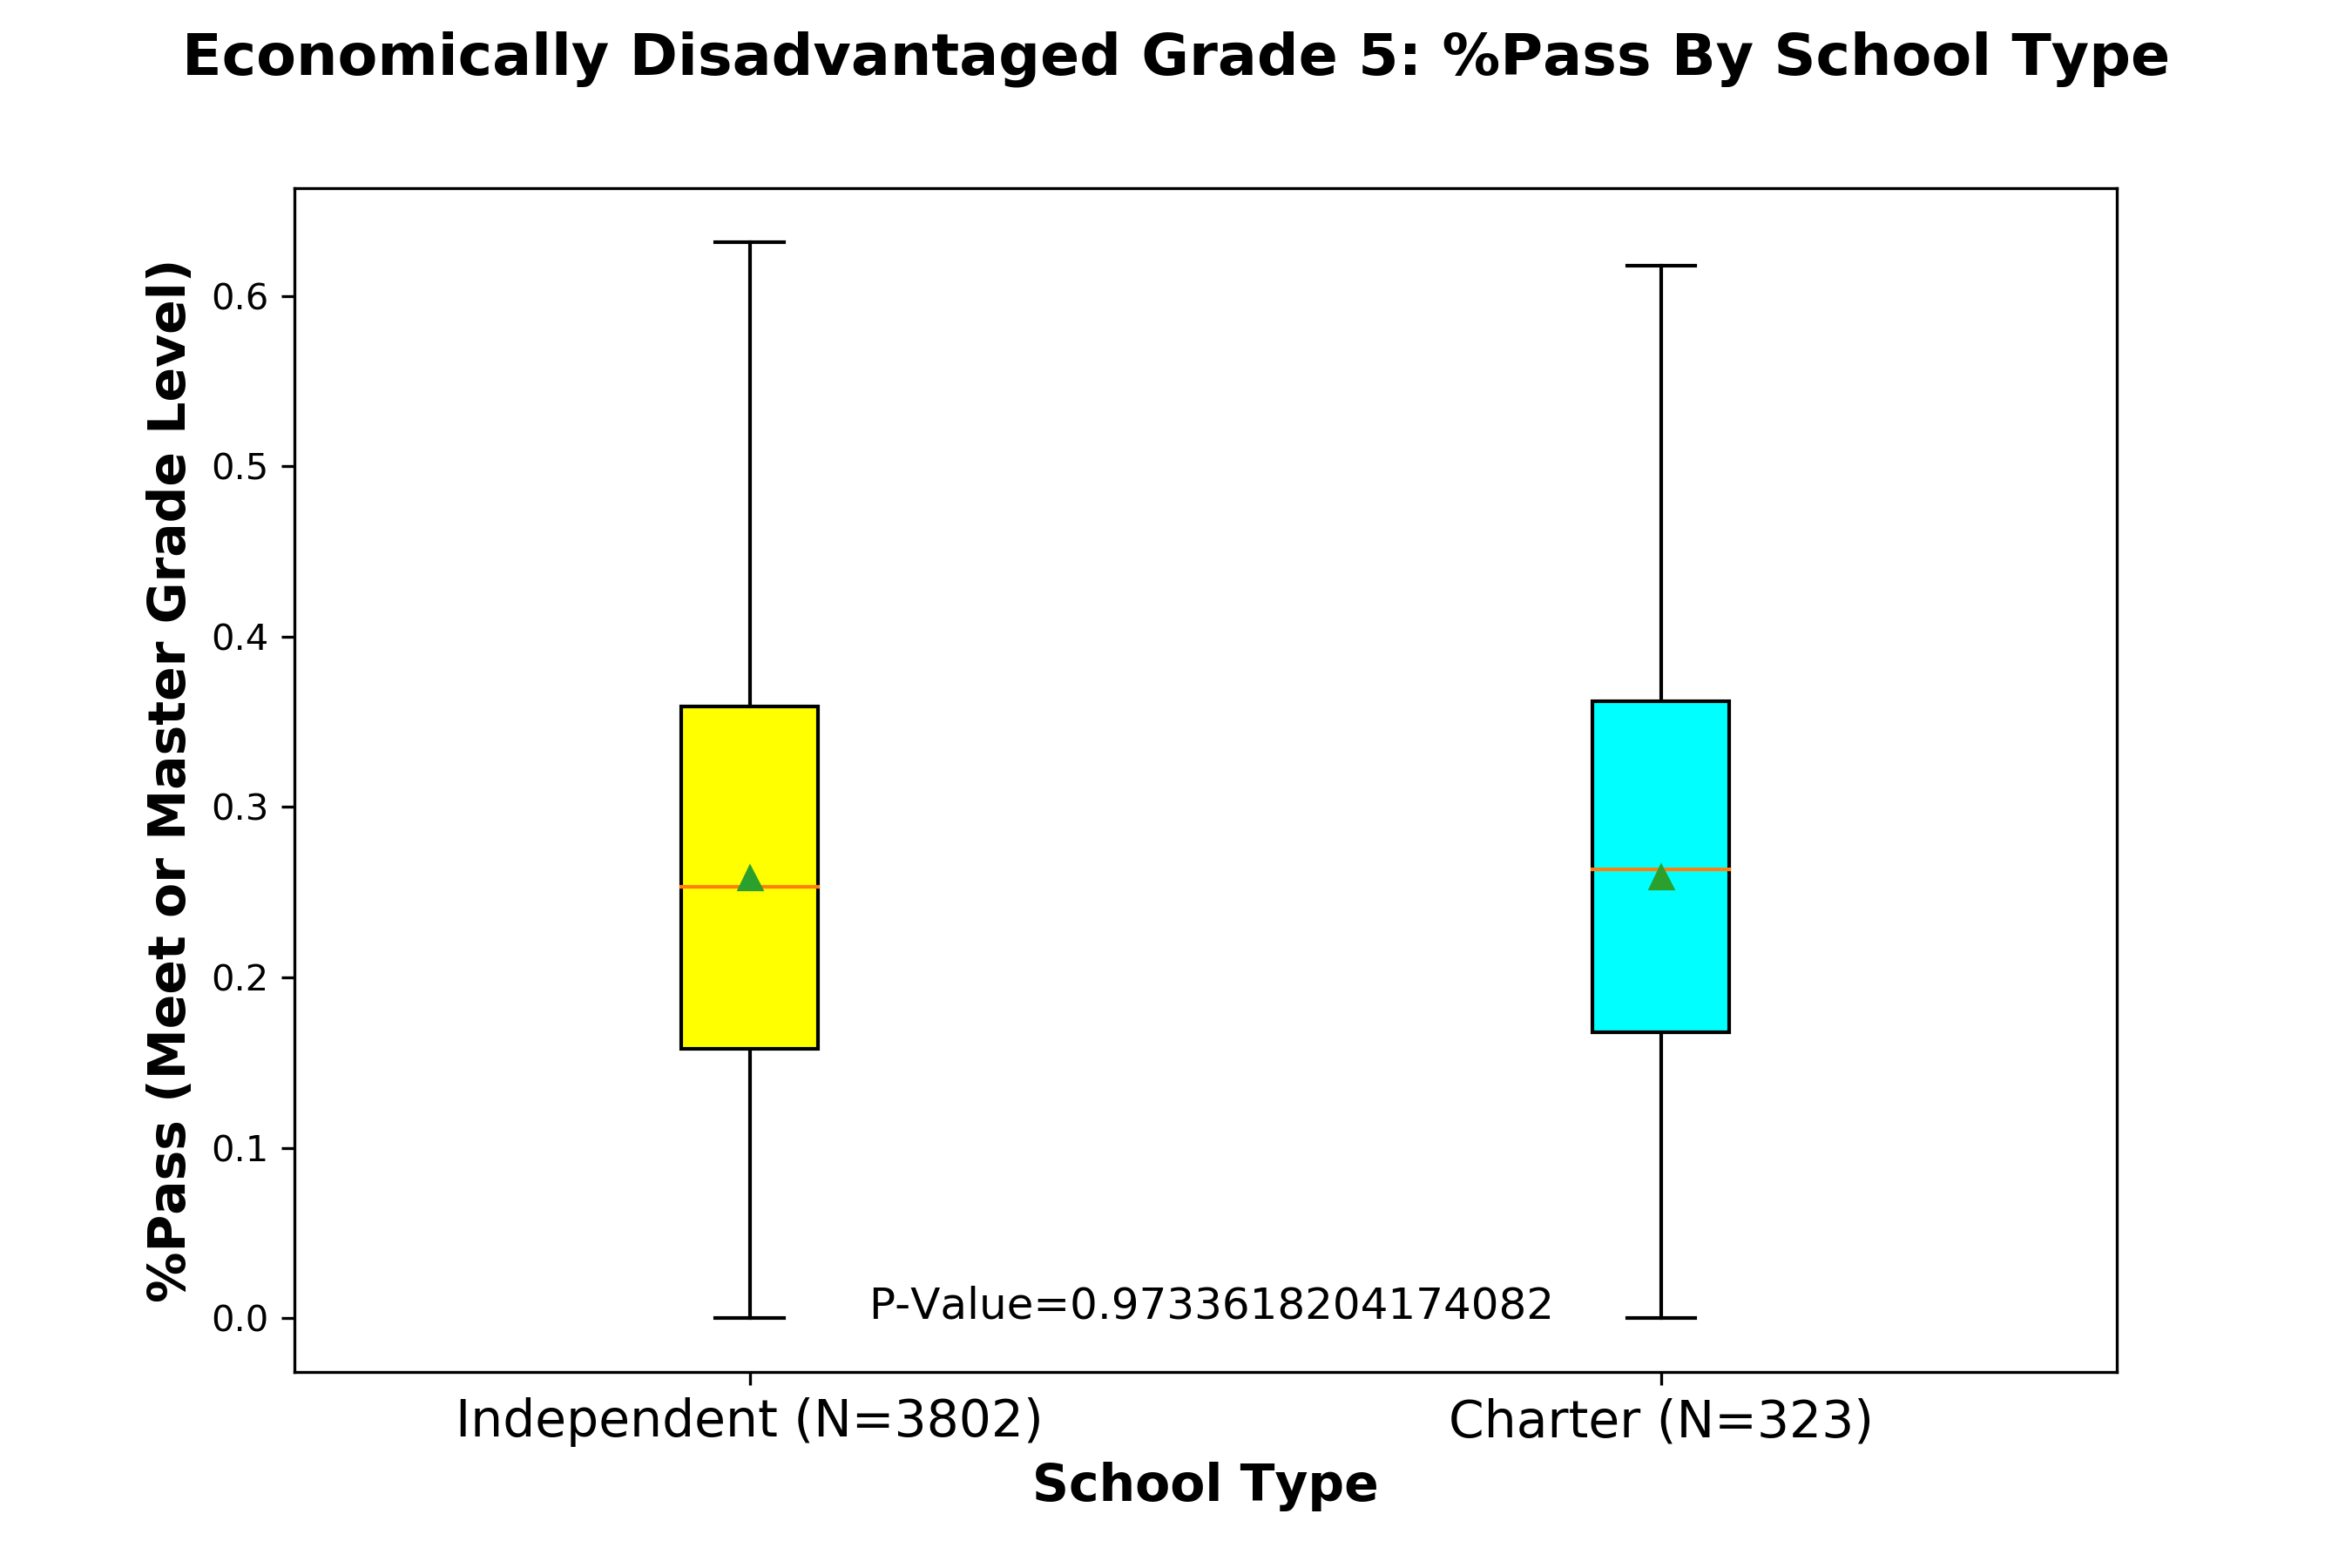 Economically Disadvantaged Grade 5: %Pass By School Type
%Pass (Meet or Master Grade Level)
0.6
0.5
0.4
0.3
0.2
0.1
0.0
P-Value=0.9733618204174082
Independent (N=3802)
Charter (N=323)
School Type